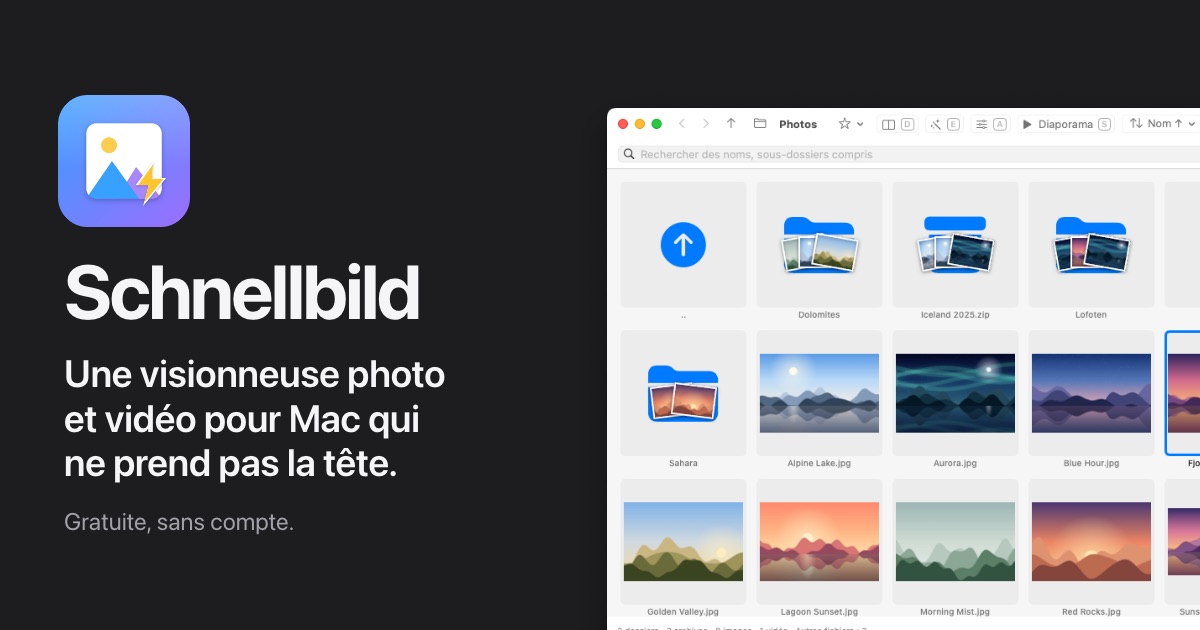 Schnellbild
Une visionneuse photo
et vidéo pour Mac qui
ne prend pas la tête.
Gratuite, sans compte.
Photos
D
E
A
Diaporama S
Nom ↑
Rechercher des noms, sous-dossiers compris
..
Dolomites
Iceland 2025.zip
Lofoten
Sahara
Alpine Lake.jpg
Aurora.jpg
Blue Hour.jpg
Fjo
Golden Valley.jpg
Lagoon Sunset.jpg
Morning Mist.jpg
Red Rocks.jpg
Suns